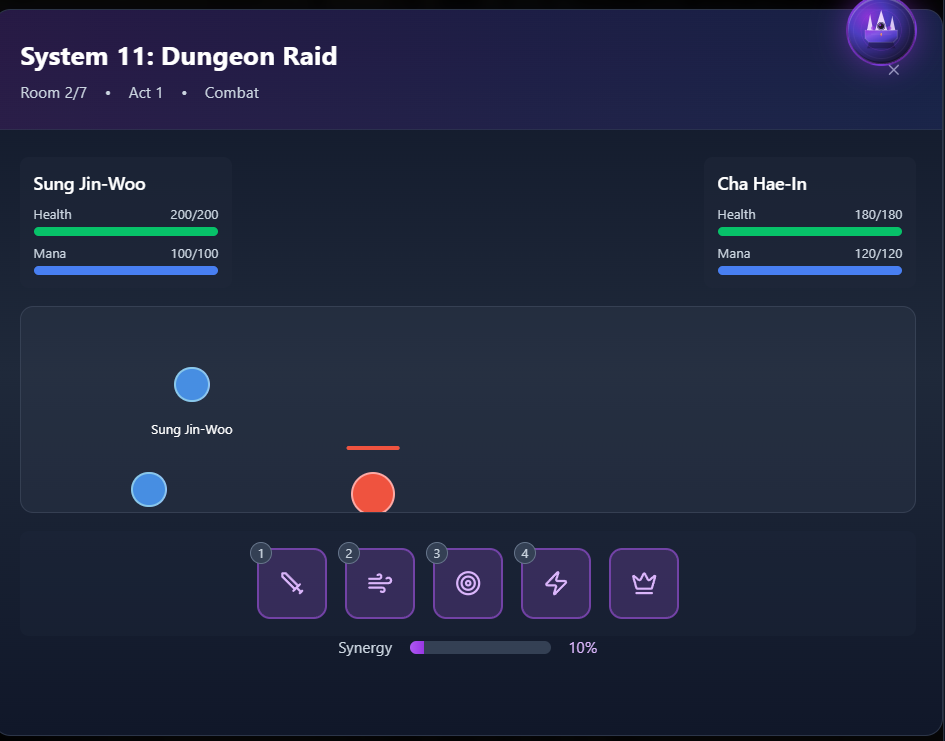 System 11: Dungeon Raid
Room 2/7 • Act 1 • Combat
Sung Jin-Woo
Health 200/200
Mana 100/100
Cha Hae-In
Health 180/180
Mana 120/120
Sung Jin-Woo
1 2 3 4
Synergy 10%